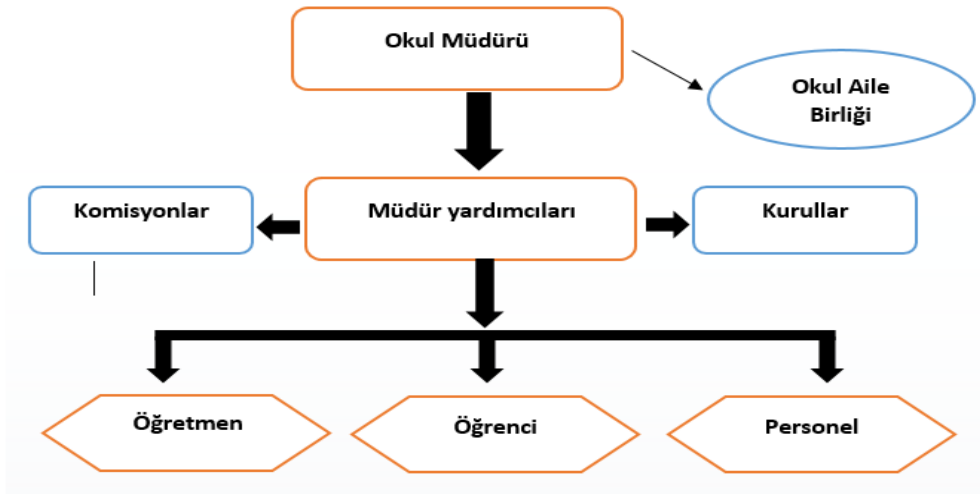 Okul Müdürü
Okul Aile
Birliği
Komisyonlar
Müdür yardımcıları
Kurullar
Öğretmen
Öğrenci
Personel